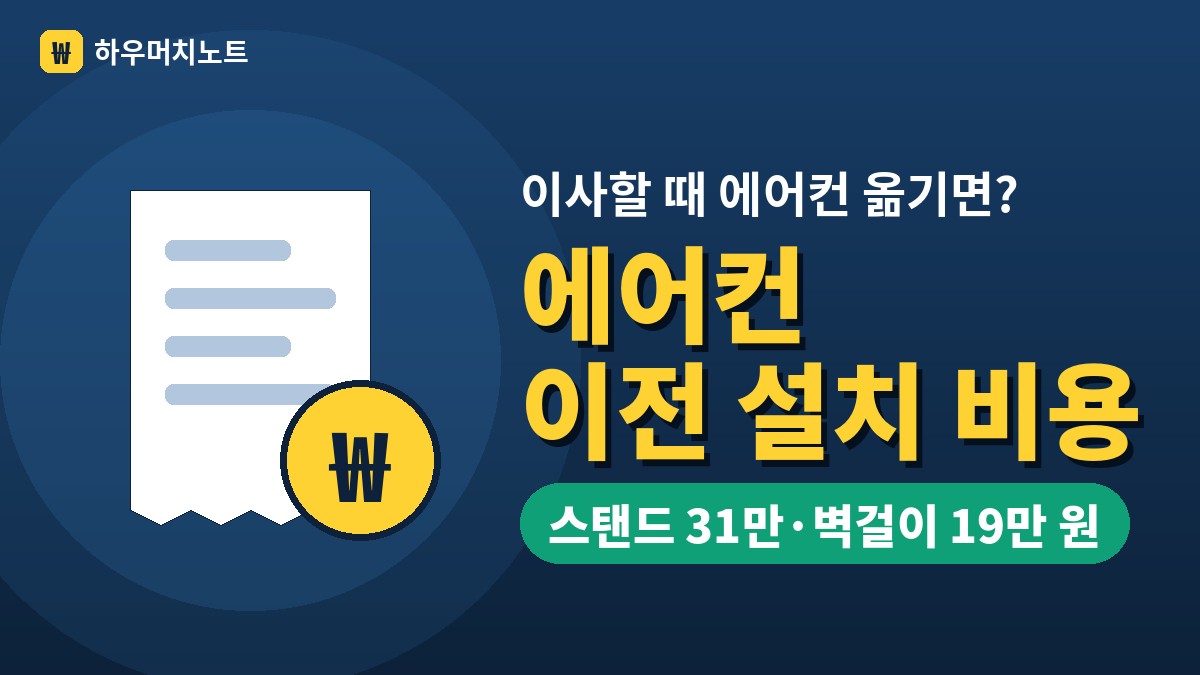 ₩ 하우머치노트
이사할 때 에어컨 옮기면?
에어컨
이전 설치 비용
₩
스탠드 31만·벽걸이 19만 원